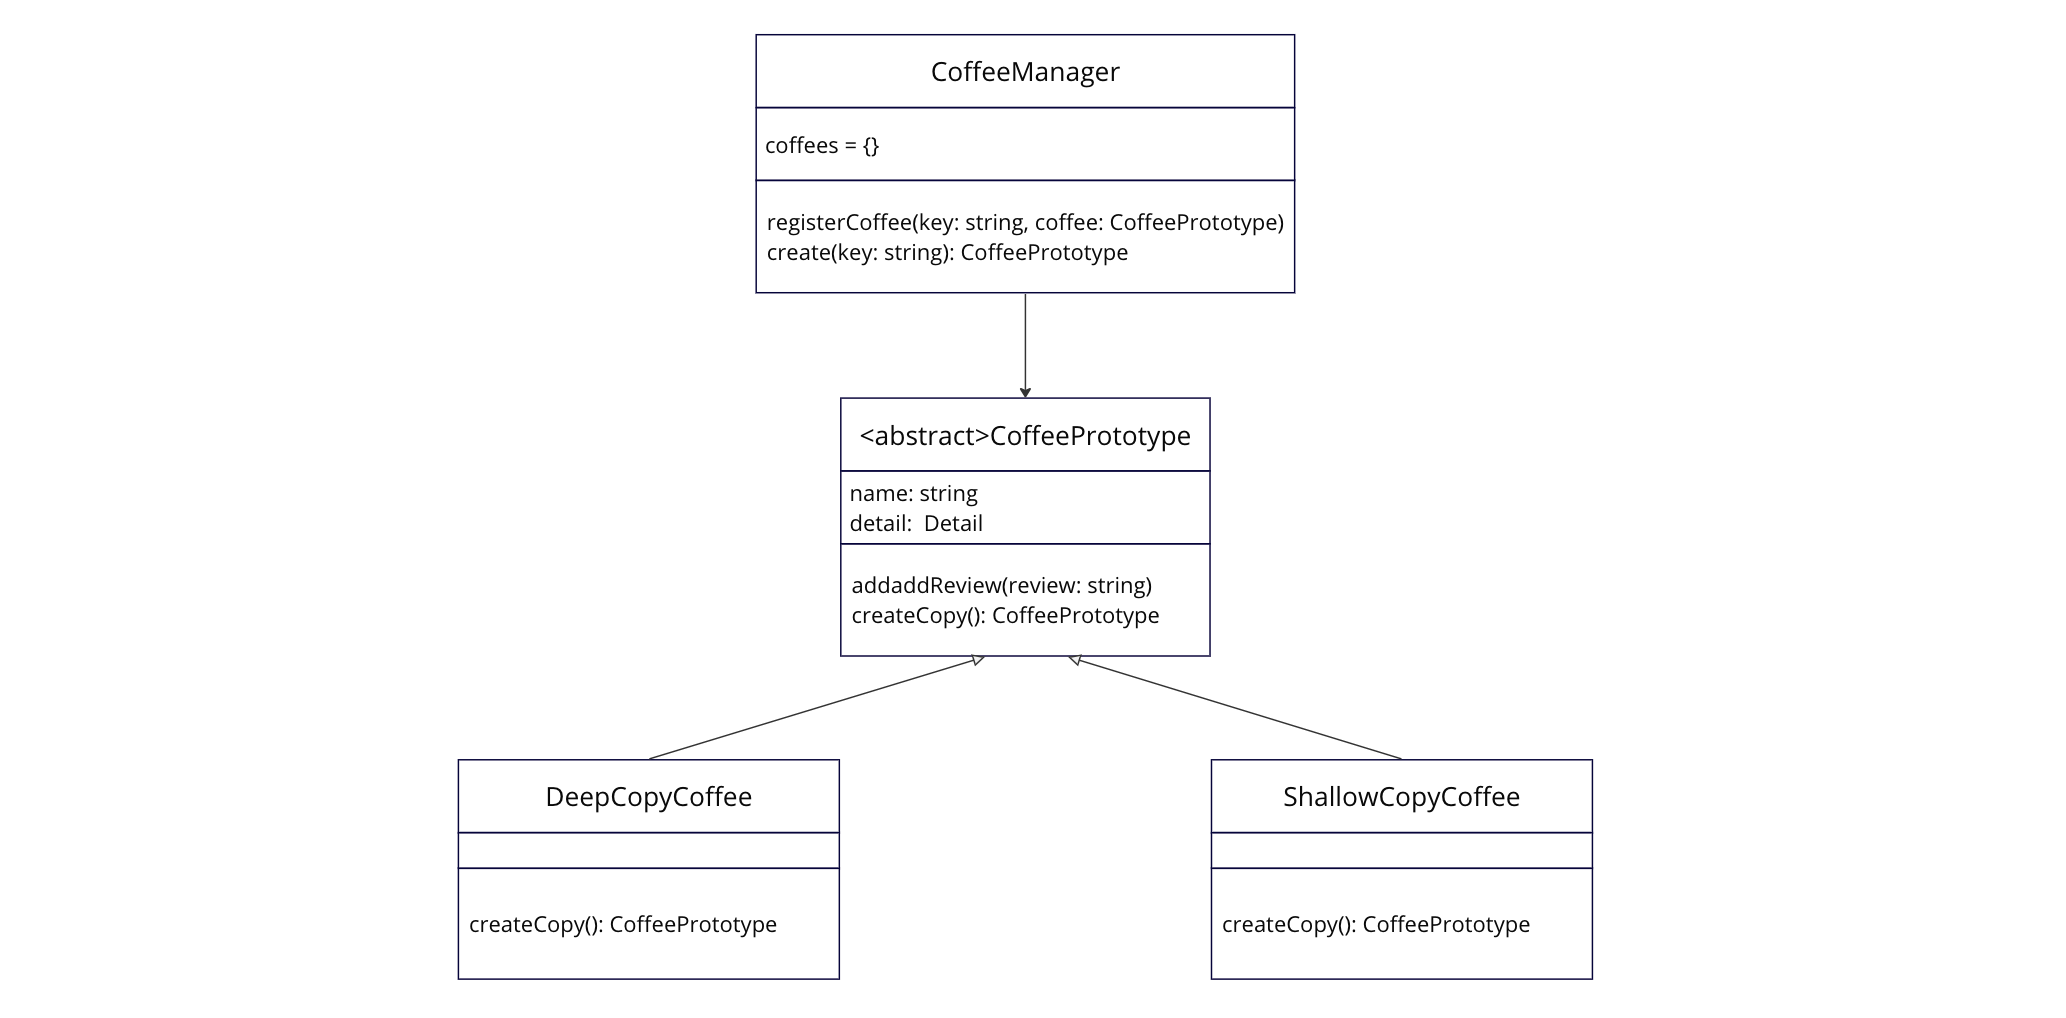 CoffeeManager
coffees = {}
registerCoffee(key: string, coffee: CoffeePrototype)
create(key: string): CoffeePrototype
<abstract>CoffeePrototype
name: string
detail:  Detail
addaddReview(review: string)
createCopy(): CoffeePrototype
DeepCopyCoffee
createCopy(): CoffeePrototype
ShallowCopyCoffee
createCopy(): CoffeePrototype